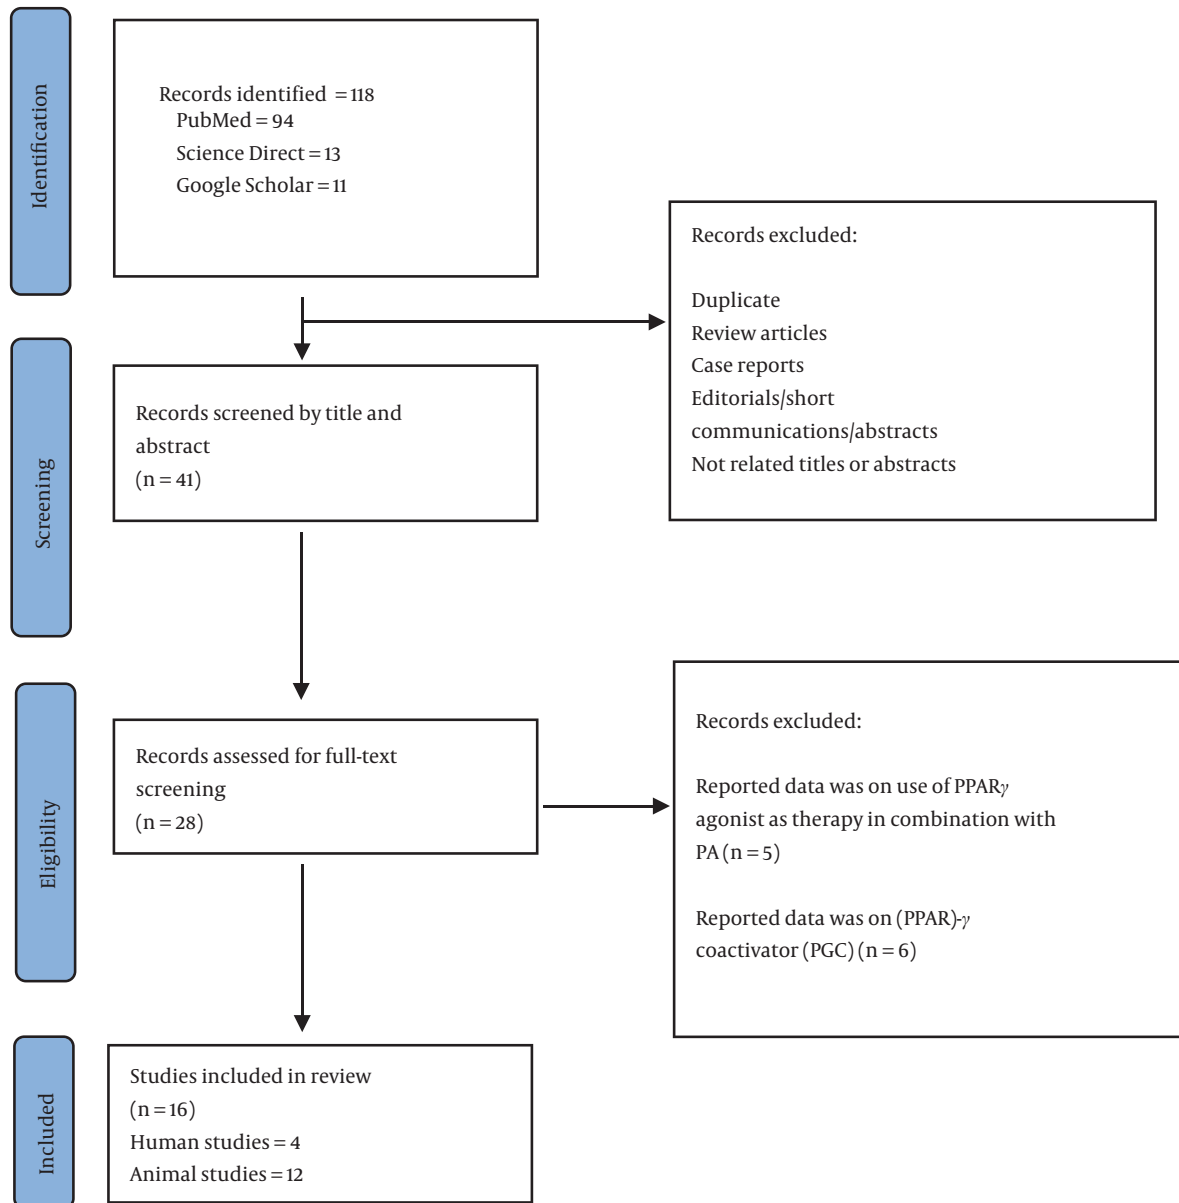 Identification
Records identified = 118
PubMed = 94
Science Direct = 13
Google Scholar = 11
Records excluded:
Duplicate
Review articles
Case reports
Editorials/short
communications/abstracts
Not related titles or abstracts
Screening
Records screened by title and
abstract
(n = 41)
Eligibility
Records assessed for full-text
screening
(n = 28)
Records excluded:
Reported data was on use of PPARγ
agonist as therapy in combination with
PA (n = 5)
Reported data was on (PPAR)-γ
coactivator (PGC) (n = 6)
Included
Studies included in review
(n = 16)
Human studies = 4
Animal studies = 12